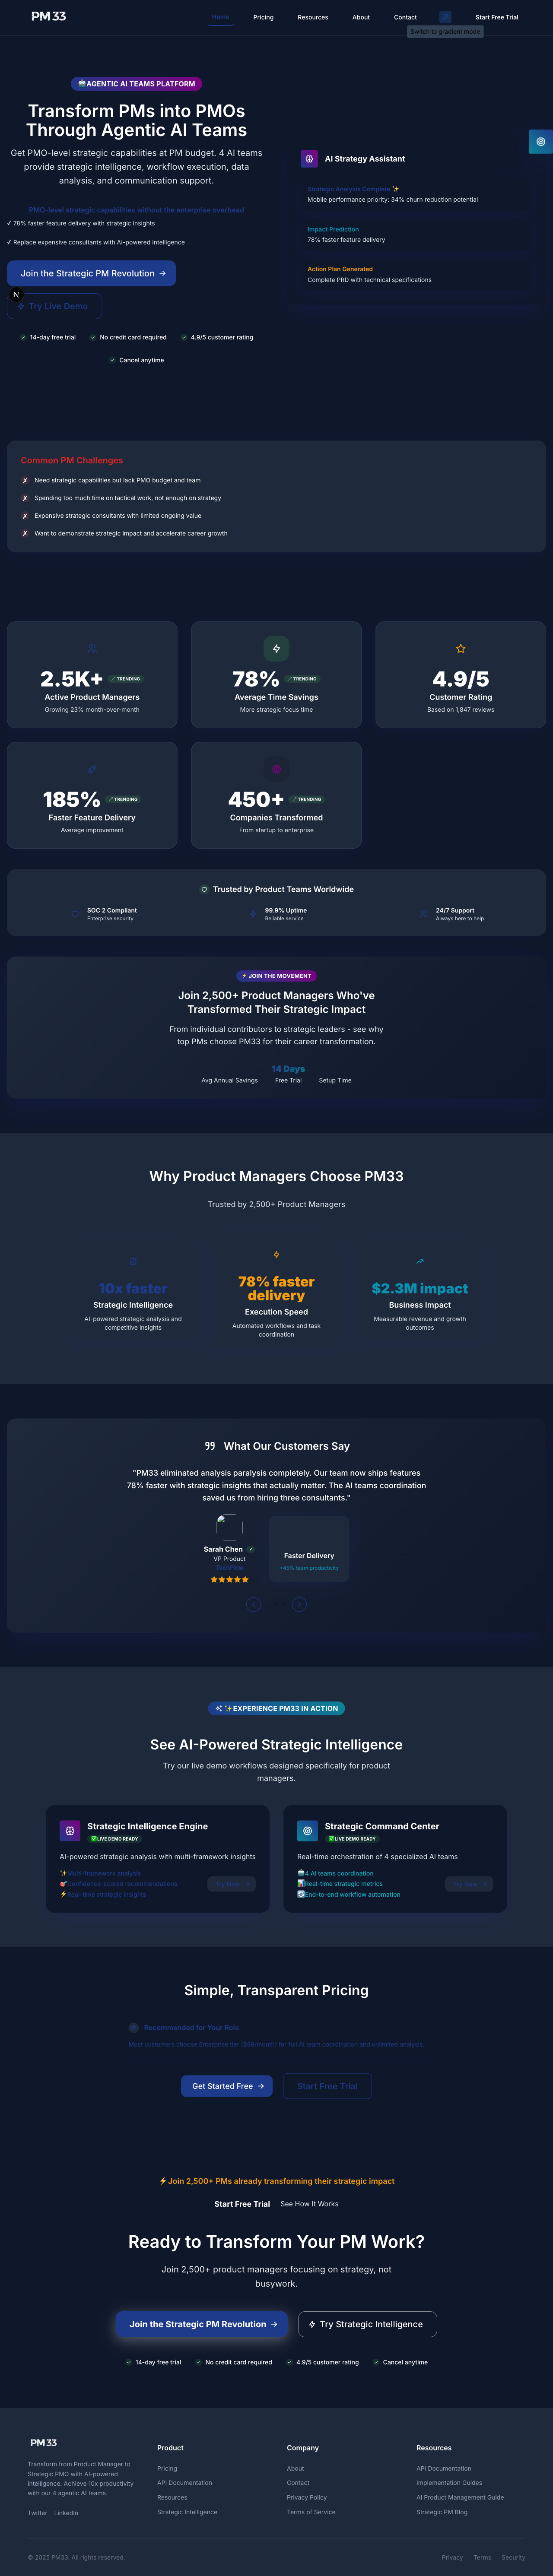 PM33
Home
Pricing
Resources
About
Contact
Start Free Trial
Switch to gradient mode
AGENTIC AI TEAMS PLATFORM
Transform PMs into PMOs
Through Agentic AI Teams
Get PMO-level strategic capabilities at PM budget. 4 AI teams
provide strategic intelligence, workflow execution, data
analysis, and communication support.
PMO-level strategic capabilities without the enterprise overhead
✓ 78% faster feature delivery with strategic insights
✓ Replace expensive consultants with AI-powered intelligence
Join the Strategic PM Revolution →
N
Try Live Demo
14-day free trial
No credit card required
4.9/5 customer rating
Cancel anytime
AI Strategy Assistant
Strategic Analysis Complete ✨
Mobile performance priority: 34% churn reduction potential
Impact Prediction
78% faster feature delivery
Action Plan Generated
Complete PRD with technical specifications
Common PM Challenges
✗ Need strategic capabilities but lack PMO budget and team
✗ Spending too much time on tactical work, not enough on strategy
✗ Expensive strategic consultants with limited ongoing value
✗ Want to demonstrate strategic impact and accelerate career growth
2.5K+ TRENDING
Active Product Managers
Growing 23% month-over-month
78% TRENDING
Average Time Savings
More strategic focus time
4.9/5
Customer Rating
Based on 1,847 reviews
185% TRENDING
Faster Feature Delivery
Average improvement
450+ TRENDING
Companies Transformed
From startup to enterprise
Trusted by Product Teams Worldwide
SOC 2 Compliant
Enterprise security
99.9% Uptime
Reliable service
24/7 Support
Always here to help
⚡ JOIN THE MOVEMENT
Join 2,500+ Product Managers Who've
Transformed Their Strategic Impact
From individual contributors to strategic leaders - see why
top PMs choose PM33 for their career transformation.
Avg Annual Savings
14 Days
Free Trial
Setup Time
Why Product Managers Choose PM33
Trusted by 2,500+ Product Managers
10x faster
Strategic Intelligence
AI-powered strategic analysis and
competitive insights
78% faster
delivery
Execution Speed
Automated workflows and task
coordination
$2.3M impact
Business Impact
Measurable revenue and growth
outcomes
What Our Customers Say
"PM33 eliminated analysis paralysis completely. Our team now ships features
78% faster with strategic insights that actually matter. The AI teams coordination
saved us from hiring three consultants."
Sarah Chen ✓
VP Product
TechFlow
Faster Delivery
+45% team productivity
✨EXPERIENCE PM33 IN ACTION
See AI-Powered Strategic Intelligence
Try our live demo workflows designed specifically for product
managers.
Strategic Intelligence Engine
✅LIVE DEMO READY
AI-powered strategic analysis with multi-framework insights
✨Multi-framework analysis
🎯Confidence-scored recommendations
⚡Real-time strategic insights
Try Now →
Strategic Command Center
✅LIVE DEMO READY
Real-time orchestration of 4 specialized AI teams
4 AI teams coordination
Real-time strategic metrics
End-to-end workflow automation
Try Now →
Simple, Transparent Pricing
Recommended for Your Role
Most customers choose Enterprise tier ($98/month) for full AI team coordination and unlimited analysis.
Get Started Free →
Start Free Trial
⚡Join 2,500+ PMs already transforming their strategic impact
Start Free Trial
See How It Works
Ready to Transform Your PM Work?
Join 2,500+ product managers focusing on strategy, not
busywork.
Join the Strategic PM Revolution →
Try Strategic Intelligence
14-day free trial
No credit card required
4.9/5 customer rating
Cancel anytime
PM33
Transform from Product Manager to
Strategic PMO with AI-powered
intelligence. Achieve 10x productivity
with our 4 agentic AI teams.
Twitter
LinkedIn
Product
Pricing
API Documentation
Resources
Strategic Intelligence
Company
About
Contact
Privacy Policy
Terms of Service
Resources
API Documentation
Implementation Guides
AI Product Management Guide
Strategic PM Blog
© 2025 PM33. All rights reserved.
Privacy
Terms
Security